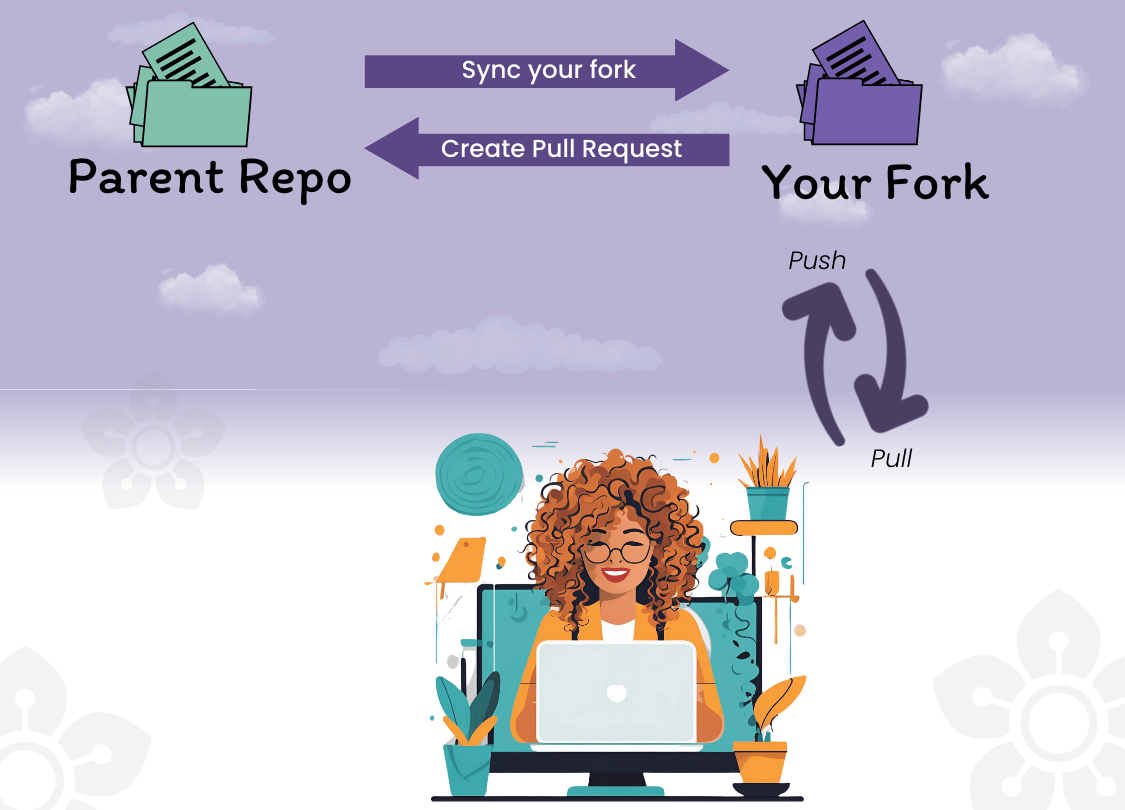 Sync your fork
Create Pull Request
Parent Repo
Your Fork
Push
Pull